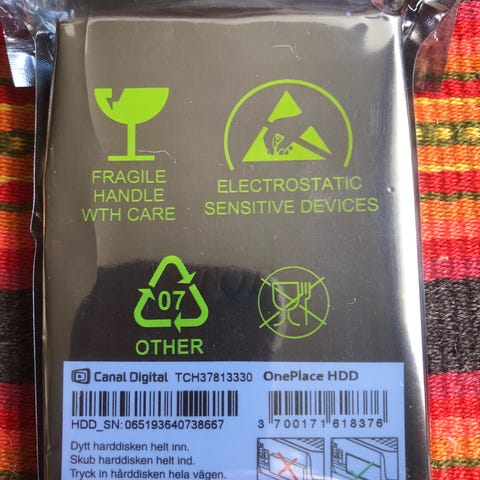 FRAGILE
HANDLE
WTH CARE
ELECTROSTATIC
SENSITIVE DEVICES
07
OTHER
Canal Digital TCH37813330 OnePlace HDD
HDD_SN:065193640738667
3 700171 618376
Dytt harddisken helt inn.
Skub harddisken helt ind.
Tryck in hårddisken hela vägen.